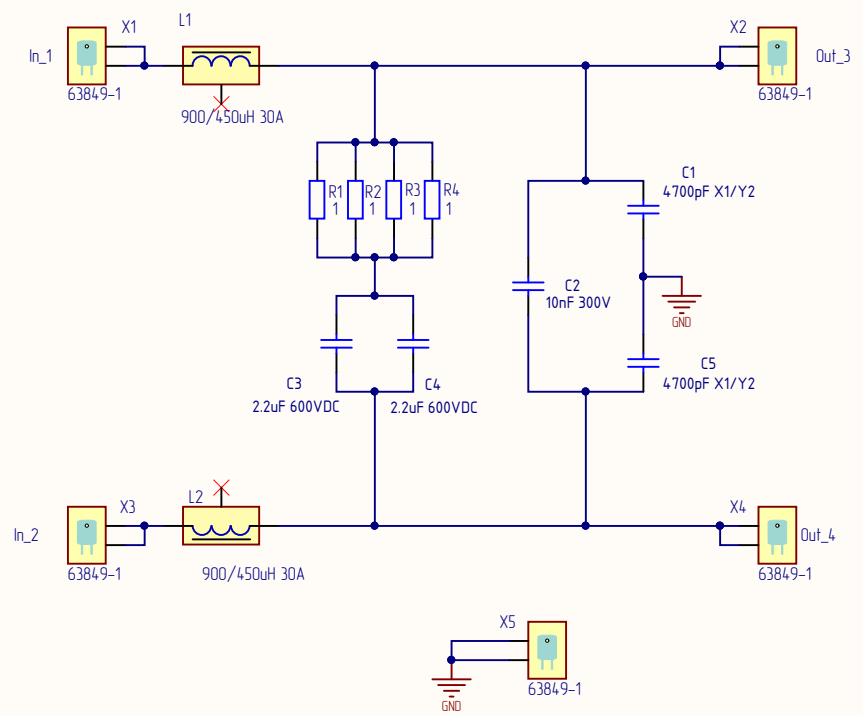 X1
L1
In_1
63849-1
900/450uH 30A
X2
Out_3
63849-1
R1
1
R2
1
R3
1
R4
1
C1
4700pF X1/Y2
C2
10nF 300V
GND
C5
4700pF X1/Y2
C3
2.2uF 600VDC
C4
2.2uF 600VDC
X3
L2
In_2
63849-1
900/450uH 30A
X4
Out_4
63849-1
X5
63849-1
GND